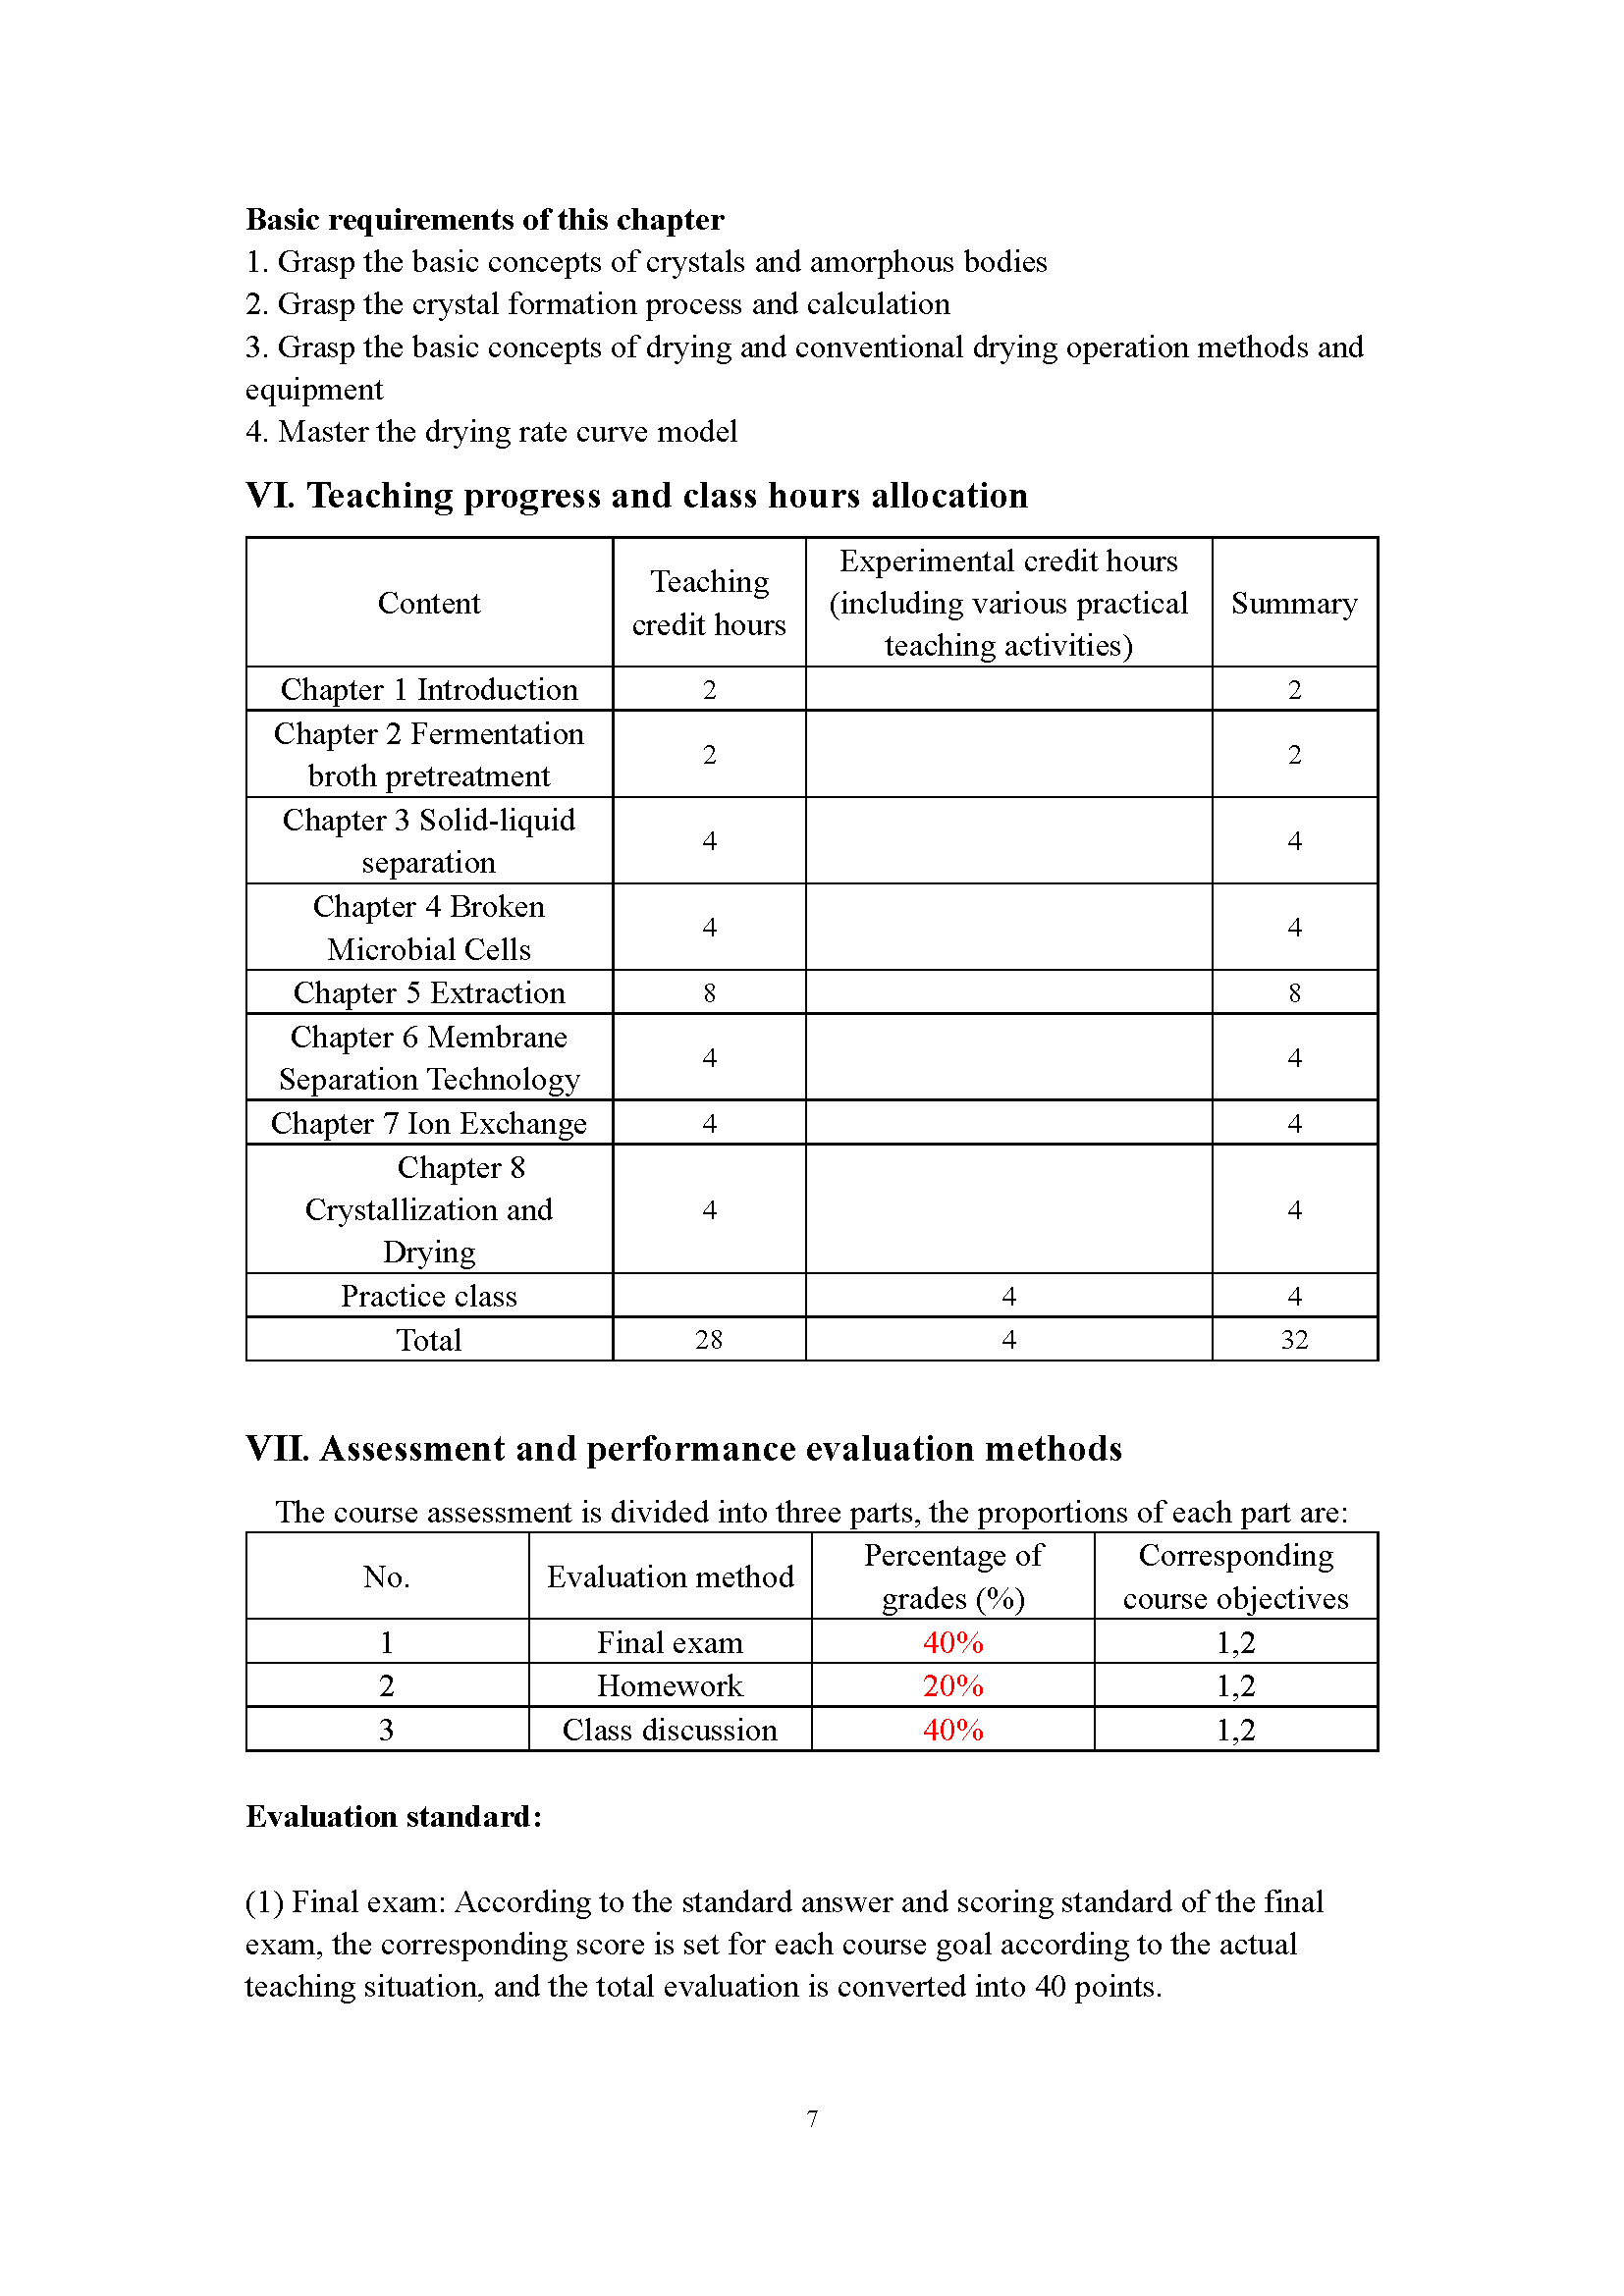 Basic requirements of this chapter
1. Grasp the basic concepts of crystals and amorphous bodies
2. Grasp the crystal formation process and calculation
3. Grasp the basic concepts of drying and conventional drying operation methods and
equipment
4. Master the drying rate curve model
VI. Teaching progress and class hours allocation
Content
Teaching
credit hours
Experimental credit hours
(including various practical
teaching activities)
Summary
Chapter 1 Introduction
2
2
Chapter 2 Fermentation
broth pretreatment
2
2
Chapter 3 Solid-liquid
separation
4
4
Chapter 4 Broken
Microbial Cells
4
4
Chapter 5 Extraction
8
8
Chapter 6 Membrane
Separation Technology
4
4
Chapter 7 Ion Exchange
4
4
Chapter 8
Crystallization and
Drying
4
4
Practice class
4
4
Total
28
4
32
VII. Assessment and performance evaluation methods
The course assessment is divided into three parts, the proportions of each part are:
No.
Evaluation method
Percentage of
grades (%)
Corresponding
course objectives
1
Final exam
40%
1,2
2
Homework
20%
1,2
3
Class discussion
40%
1,2
Evaluation standard:
(1) Final exam: According to the standard answer and scoring standard of the final
exam, the corresponding score is set for each course goal according to the actual
teaching situation, and the total evaluation is converted into 40 points.
7